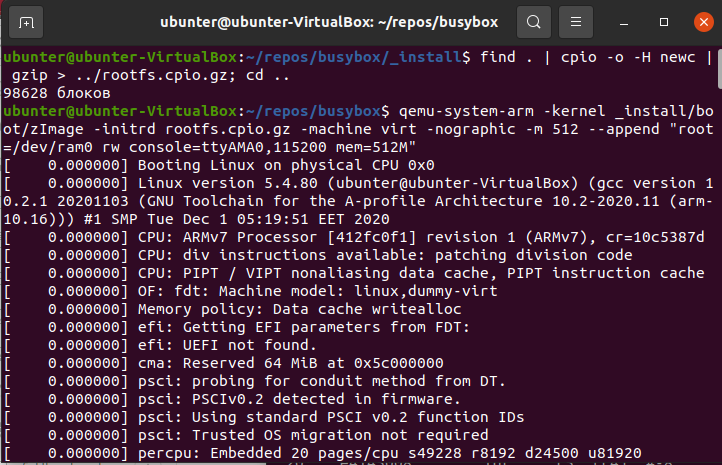 ubunter@ubunter-VirtualBox: ~/repos/busybox
ubunter@ubunter-VirtualBox:~/repos/busybox/_install$ find . | cpio -o -H newc |
 gzip > ../rootfs.cpio.gz; cd ..
98628 блоков
ubunter@ubunter-VirtualBox:~/repos/busybox$ qemu-system-arm -kernel _install/bo
ot/zImage -initrd rootfs.cpio.gz -machine virt -nographic -m 512 --append "root
=/dev/ram0 rw console=ttyAMA0,115200 mem=512M"
[    0.000000] Booting Linux on physical CPU 0x0
[    0.000000] Linux version 5.4.80 (ubunter@ubunter-VirtualBox) (gcc version 1
0.2.1 20201103 (GNU Toolchain for the A-profile Architecture 10.2-2020.11 (arm-
10.16))) #1 SMP Tue Dec 1 05:19:51 EET 2020
[    0.000000] CPU: ARMv7 Processor [412fc0f1] revision 1 (ARMv7), cr=10c5387d
[    0.000000] CPU: div instructions available: patching division code
[    0.000000] CPU: PIPT / VIPT nonaliasing data cache, PIPT instruction cache
[    0.000000] OF: fdt: Machine model: linux,dummy-virt
[    0.000000] Memory policy: Data cache writealloc
[    0.000000] efi: Getting EFI parameters from FDT:
[    0.000000] efi: UEFI not found.
[    0.000000] cma: Reserved 64 MiB at 0x5c000000
[    0.000000] psci: probing for conduit method from DT.
[    0.000000] psci: PSCIv0.2 detected in firmware.
[    0.000000] psci: Using standard PSCI v0.2 function IDs
[    0.000000] psci: Trusted OS migration not required
[    0.000000] percpu: Embedded 20 pages/cpu s49228 r8192 d24500 u81920